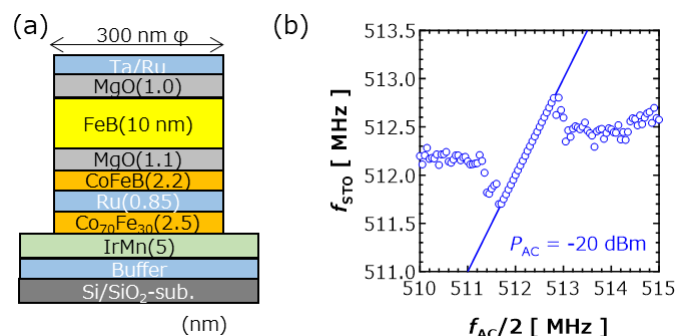 (a)
300 nm φ
Ta/Ru
MgO(1.0)
FeB(10 nm)
MgO(1.1)
CoFeB(2.2)
Ru(0.85)
Co70Fe30(2.5)
IrMn(5)
Buffer
Si/SiO2-sub.
(nm)
(b)
513.5
513.0
512.5
512.0
511.5
511.0
fSTO [ MHz ]
PAC = -20 dBm
510 511 512 513 514 515
fAC/2 [ MHz ]